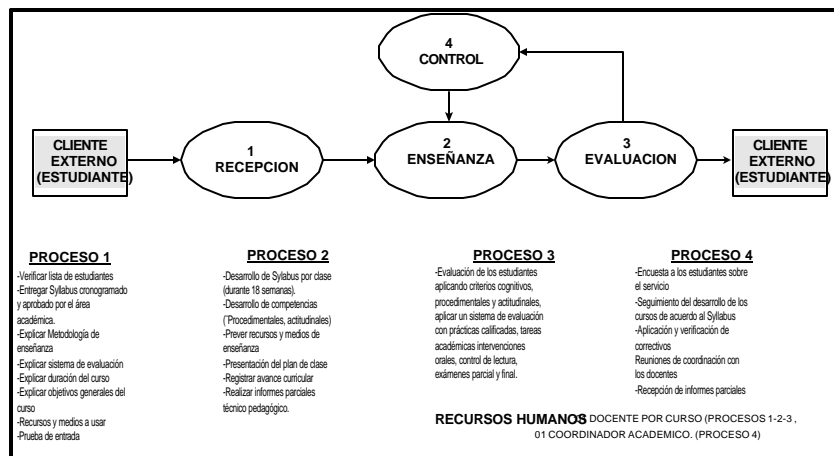 4
CONTROL
CLIENTE
EXTERNO
(ESTUDIANTE)
1
RECEPCION
2
ENSEÑANZA
3
EVALUACION
CLIENTE
EXTERNO
(ESTUDIANTE)
PROCESO 1
-Verificar lista de estudiantes
-Entregar Syllabus cronogramado
y aprobado por el área
académica.
-Explicar Metodología de
enseñanza
-Explicar sistema de evaluación
-Explicar duración del curso
-Explicar objetivos generales del
curso
-Recursos y medios a usar
-Prueba de entrada
PROCESO 2
-Desarrollo de Sylabus por clase
(durante 18 semanas).
-Desarrollo de competencias
(¨Procedimentales, actitudinales)
-Prever recursos y medios de
enseñanza
-Presentación del plan de clase
-Registrar avance curricular
-Realizar informes parciales
técnico pedagógico.
PROCESO 3
-Evaluación de los estudiantes
aplicando criterios cognitivos,
procedimentales y actitudinales,
aplicar un sistema de evaluación
con prácticas calificadas, tareas
académicas intervenciones
orales, control de lectura,
exámenes parcial y final.
PROCESO 4
-Encuesta a los estudiantes sobre
el servicio
-Seguimiento del desarrollo de los
cursos de acuerdo al Syllabus
-Aplicación y verificación de
correctivos
Reuniones de coordinación con
los docentes
-Recepción de informes parciales
RECURSOS HUMANOS DOCENTE POR CURSO (PROCESOS 1-2-3 ,
01 COORDINADOR ACADEMICO. (PROCESO 4)